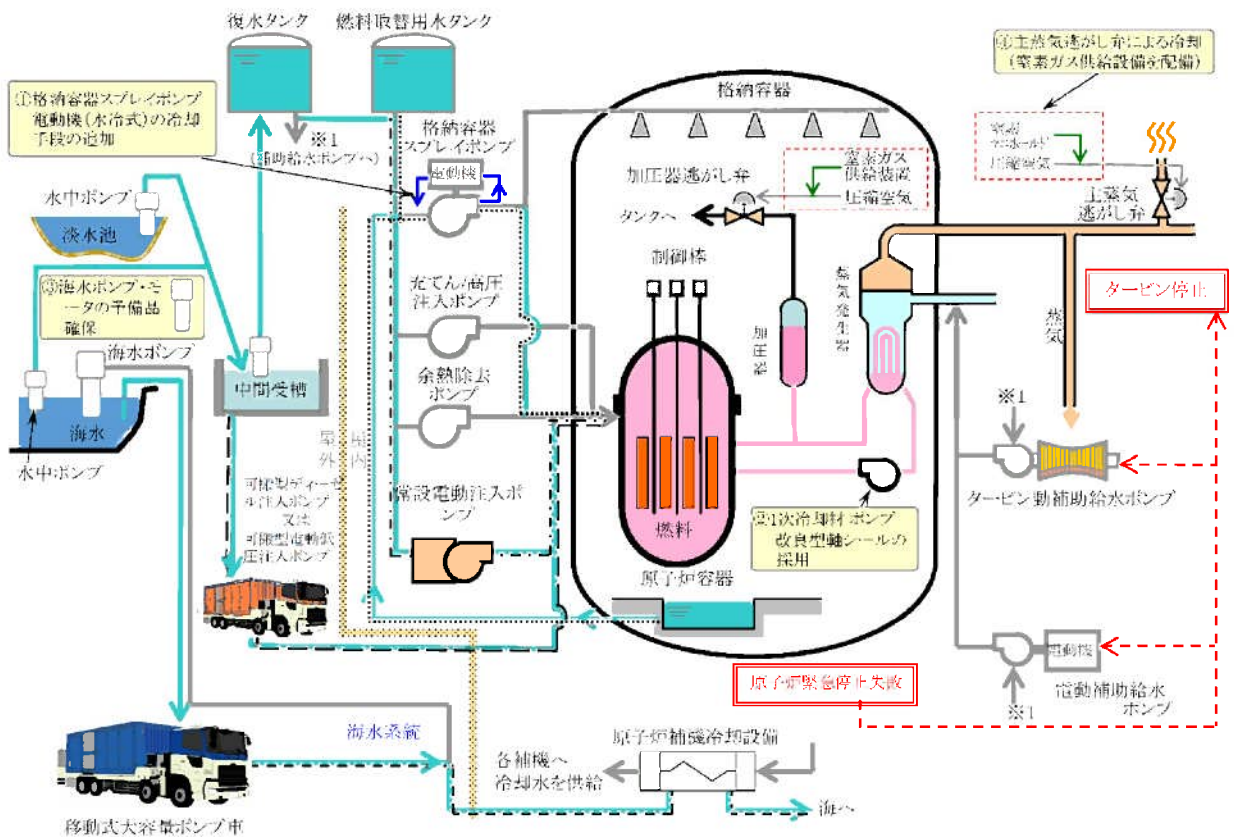 復水タンク
燃料取替用水タンク
①格納容器スプレイポンプ
電動機(水冷式)の冷却
手段の追加
※1
(補助給水ポンプへ)
格納容器
スプレイポンプ
電動機
格納容器
④主蒸気逃がし弁による冷却
(窒素ガス供給設備を配備)
窒素
マニホールド
圧縮空気
主蒸気
逃がし弁
加圧器逃がし弁
窒素ガス
供給装置
圧縮空気
タンクへ
水中ポンプ
淡水池
③海水ポンプ・モ
ータの予備品
確保
海水ポンプ
海水
水中ポンプ
中間受槽
充てん/高圧
注入ポンプ
余熱除去
ポンプ
屋外
屋内
常設電動注入ポ
ンプ
可搬型ディーゼ
ル注入ポンプ
又は
可搬型電動低
圧注入ポンプ
制御棒
加圧器
蒸気発生器
燃料
原子炉容器
②1次冷却材ポンプ
改良型軸シールの
採用
蒸気
タービン停止
※1
タービン動補助給水ポンプ
電動機
※1
電動補助給水
ポンプ
原子炉緊急停止失敗
海水系統
各補機へ
冷却水を供給
原子炉補機冷却設備
海へ
移動式大容量ポンプ車